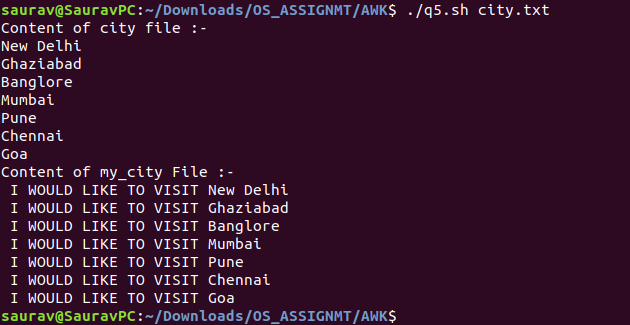 saurav@SauravPC:~/Downloads/OS_ASSIGNMT/AWK$ ./q5.sh city.txt
Content of city file :-
New Delhi
Ghaziabad
Banglore
Mumbai
Pune
Chennai
Goa
Content of my_city File :-
 I WOULD LIKE TO VISIT New Delhi
 I WOULD LIKE TO VISIT Ghaziabad
 I WOULD LIKE TO VISIT Banglore
 I WOULD LIKE TO VISIT Mumbai
 I WOULD LIKE TO VISIT Pune
 I WOULD LIKE TO VISIT Chennai
 I WOULD LIKE TO VISIT Goa
saurav@SauravPC:~/Downloads/OS_ASSIGNMT/AWK$